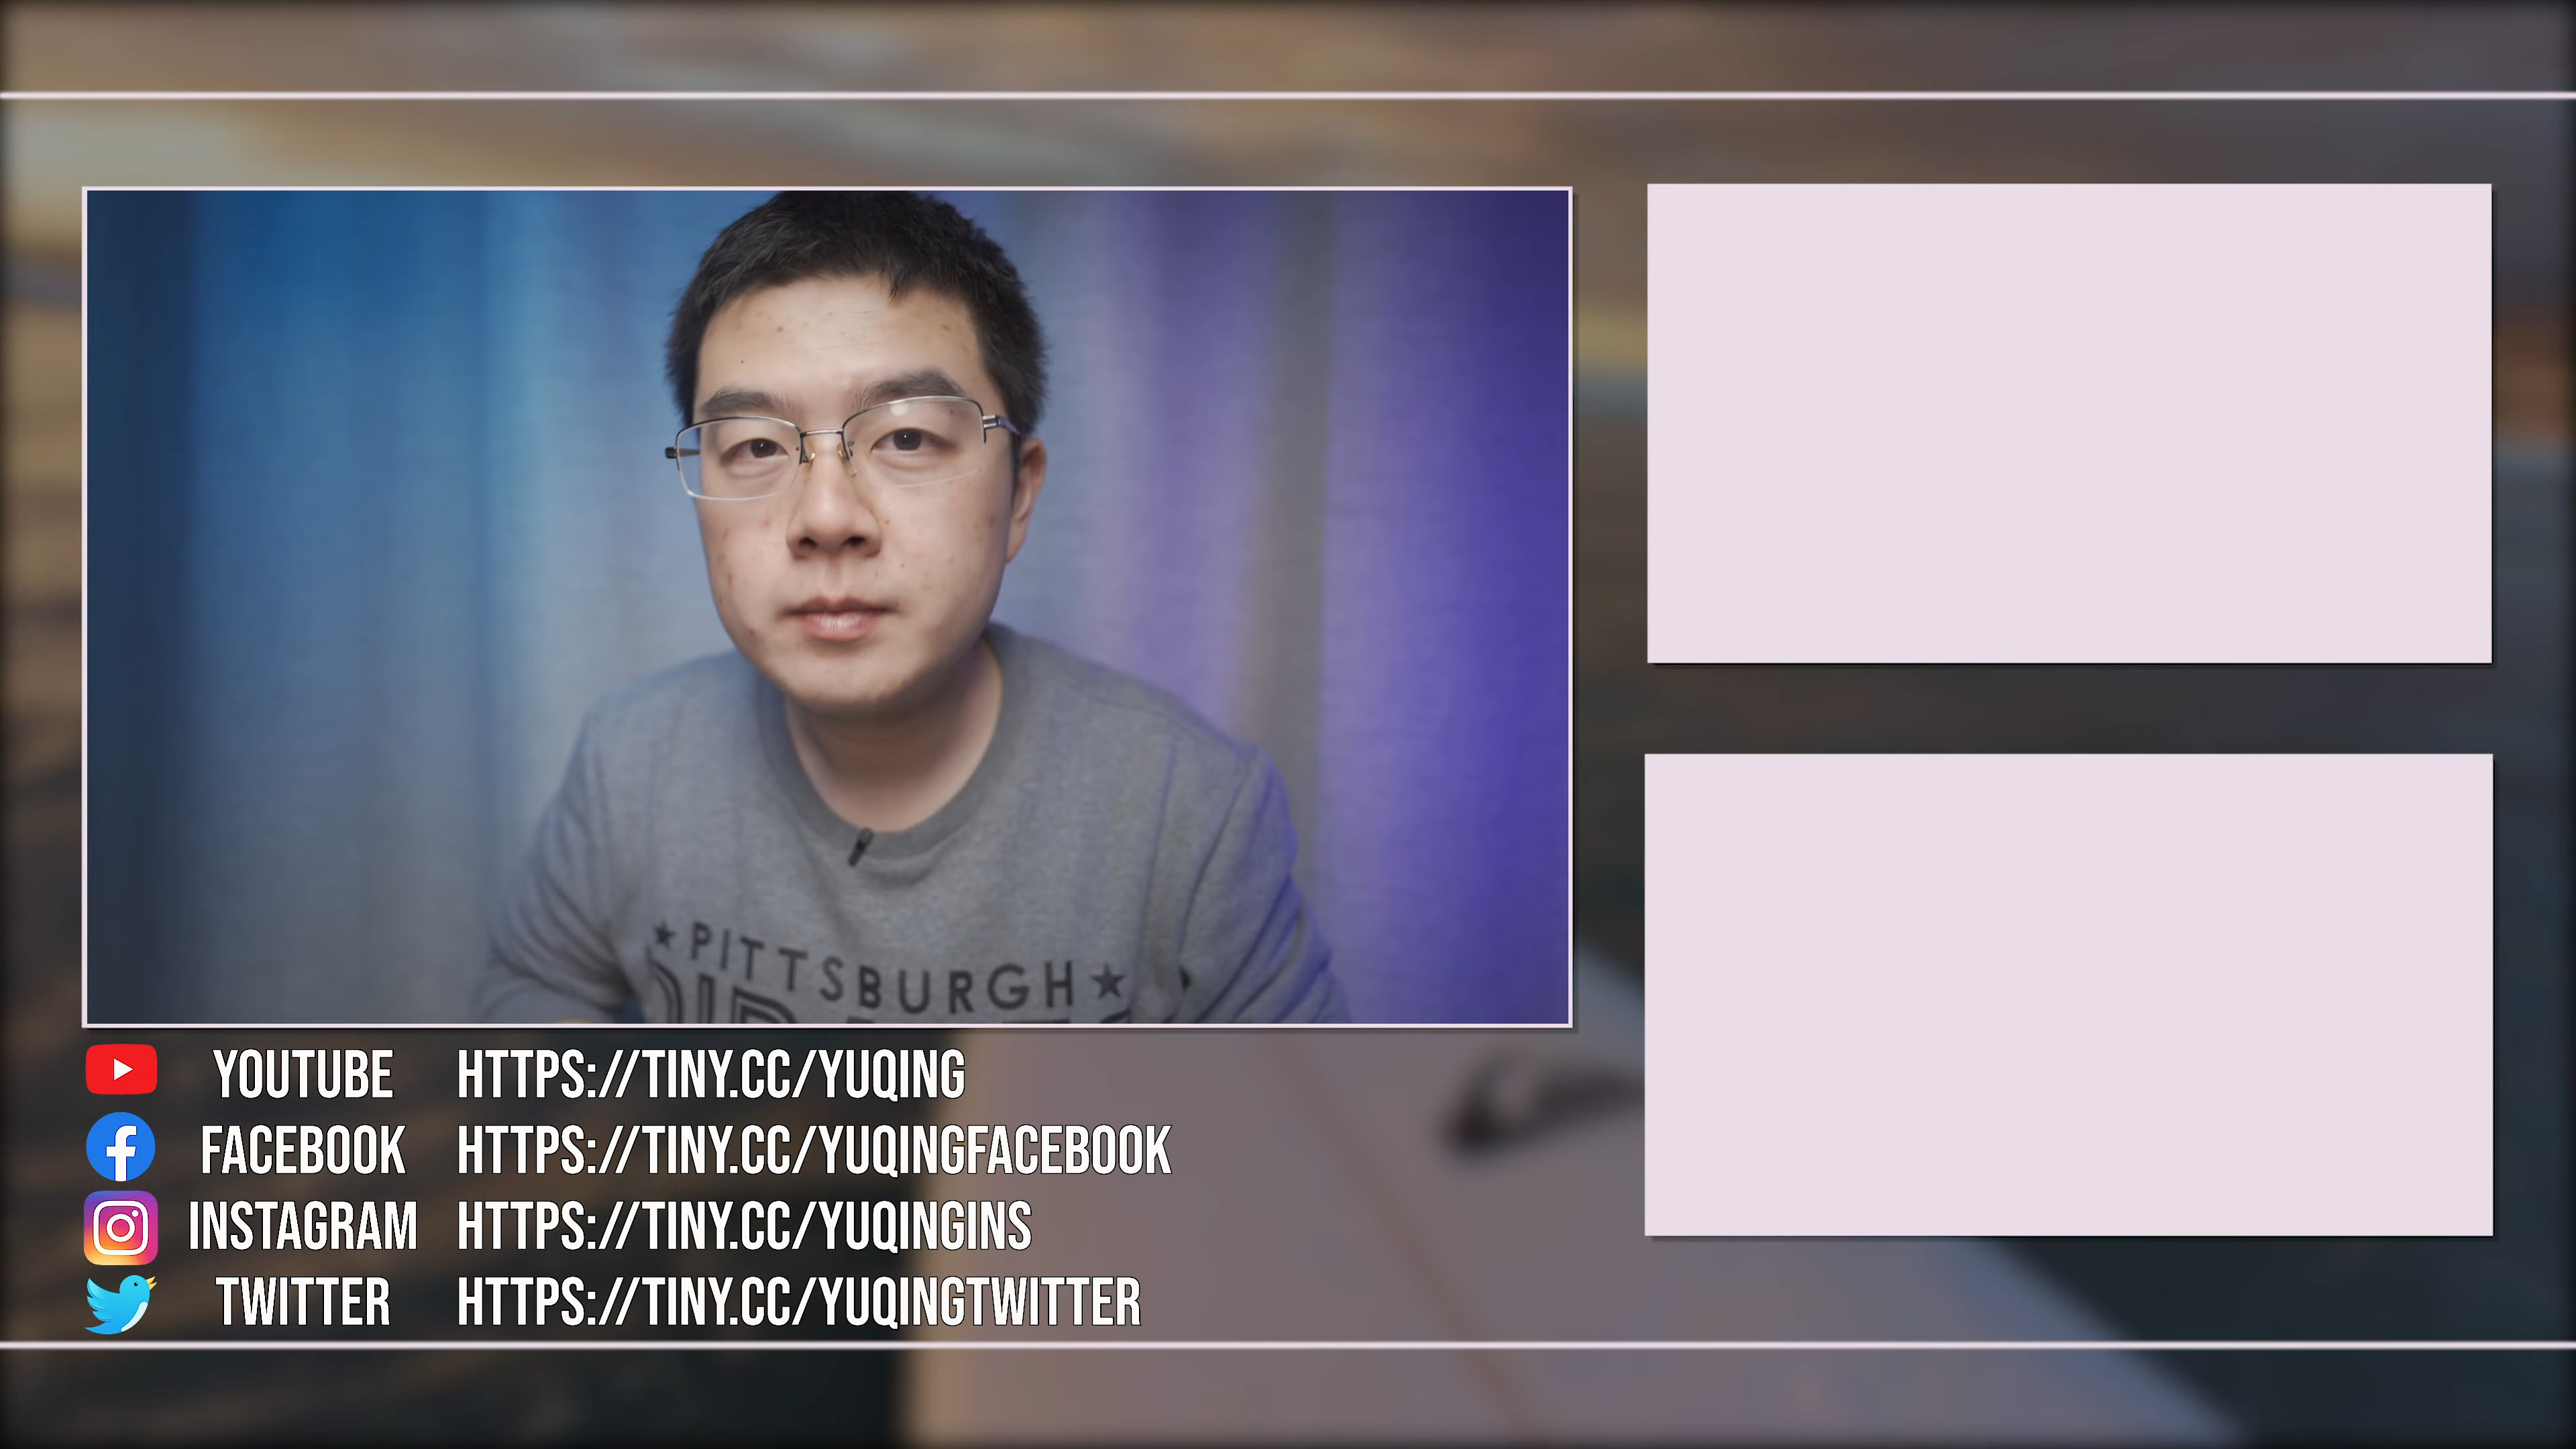 ★PITTSBURGH★
YOUTUBE HTTPS://TINY.CC/YUQING
FACEBOOK HTTPS://TINY.CC/YUQINGFACEBOOK
INSTAGRAM HTTPS://TINY.CC/YUQINGINS
TWITTER HTTPS://TINY.CC/YUQINGTWITTER